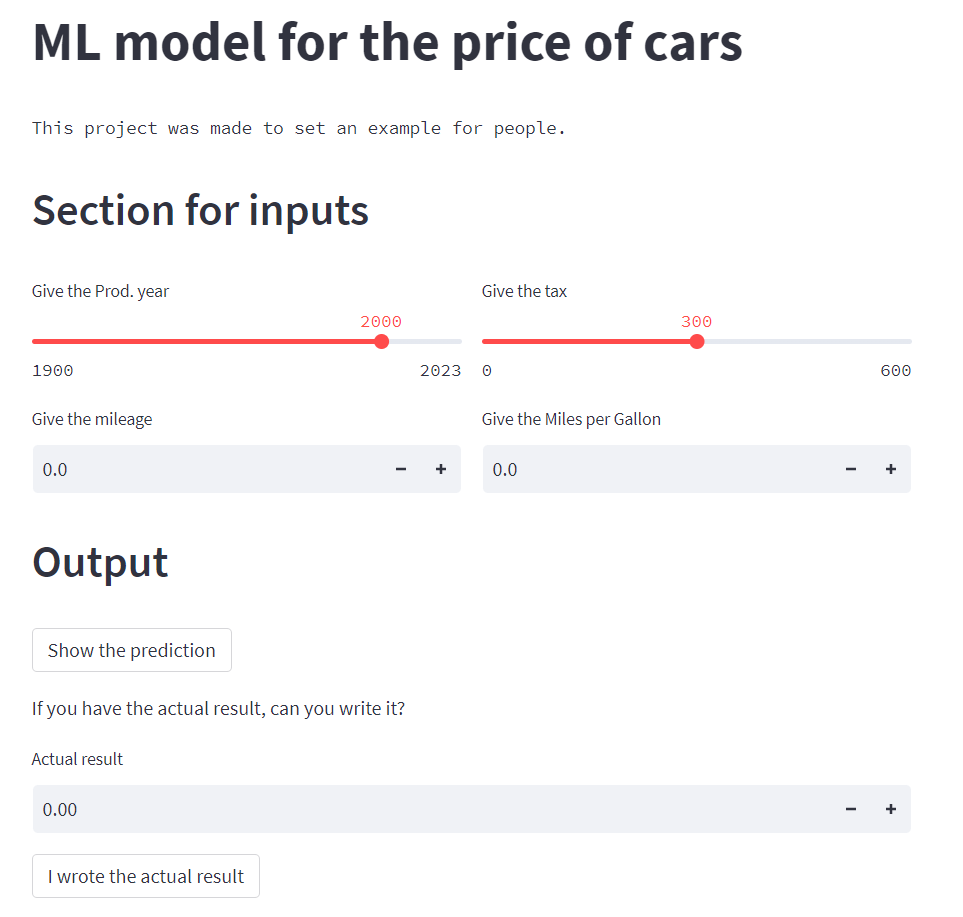 ML model for the price of cars
This project was made to set an example for people.
Section for inputs
Give the Prod. year
2000
1900 2023
Give the tax
300
0 600
Give the mileage
0.0 − +
Give the Miles per Gallon
0.0 − +
Output
Show the prediction
If you have the actual result, can you write it?
Actual result
0.00 − +
I wrote the actual result